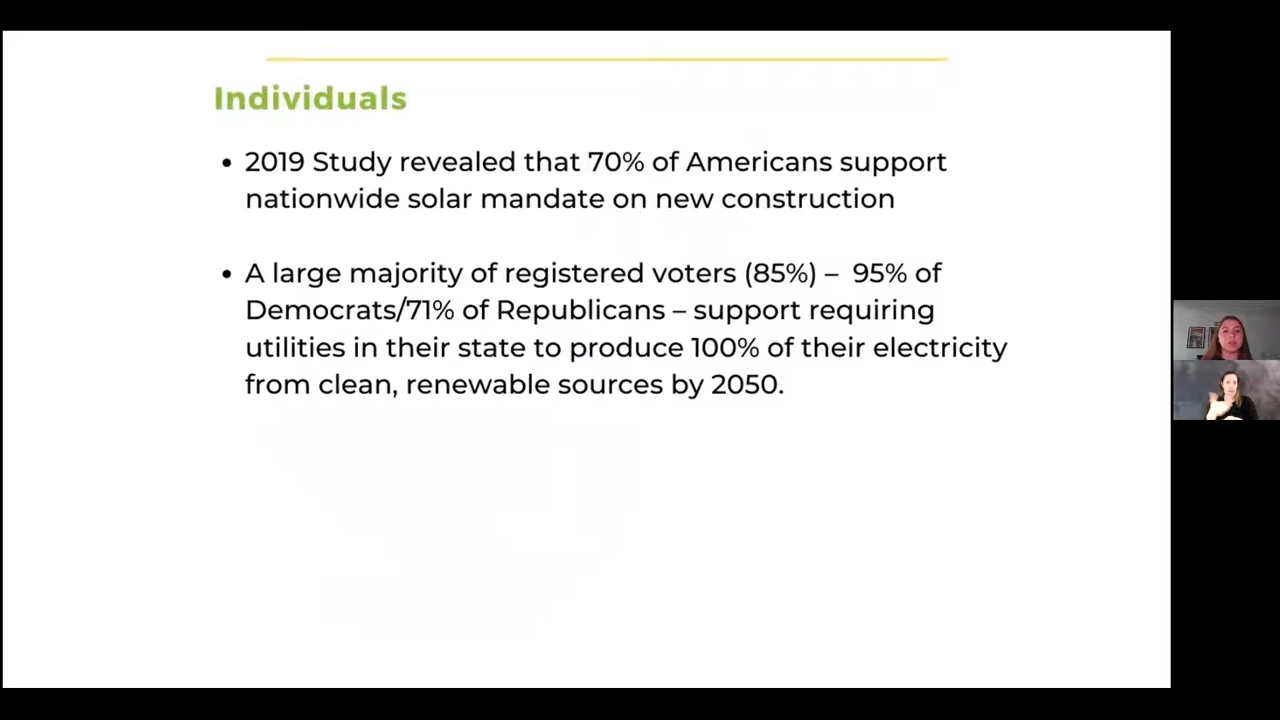 Individuals
• 2019 Study revealed that 70% of Americans support
nationwide solar mandate on new construction
• A large majority of registered voters (85%) – 95% of
Democrats/71% of Republicans – support requiring
utilities in their state to produce 100% of their electricity
from clean, renewable sources by 2050.